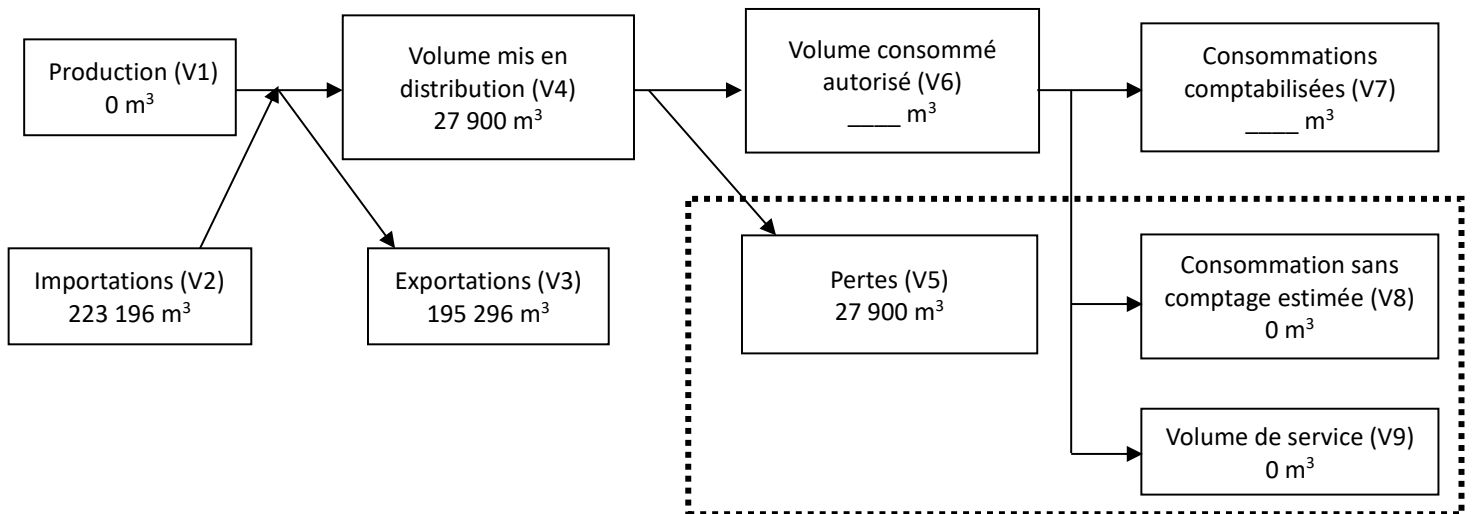 Production (V1)
0 m³
Volume mis en
distribution (V4)
27 900 m³
Volume consommé
autorisé (V6)
____ m³
Consommations
comptabilisées (V7)
____ m³
Importations (V2)
223 196 m³
Exportations (V3)
195 296 m³
Pertes (V5)
27 900 m³
Consommation sans
comptage estimée (V8)
0 m³
Volume de service (V9)
0 m³